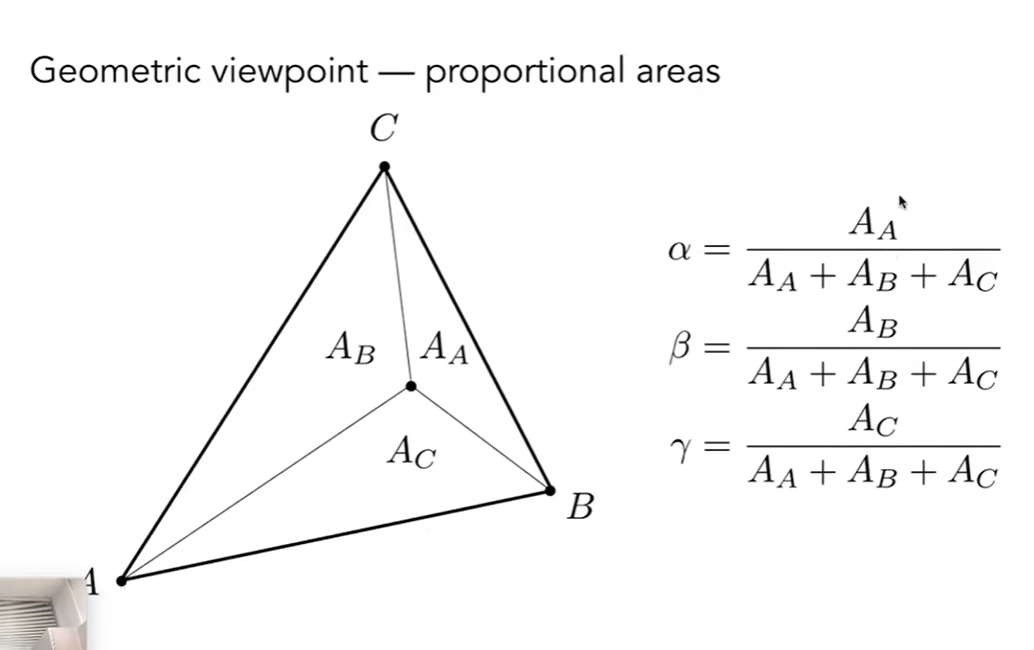 Geometric viewpoint — proportional areas
C
α = A_A / (A_A + A_B + A_C)
β = A_B / (A_A + A_B + A_C)
γ = A_C / (A_A + A_B + A_C)
A_B A_A
A_C
B
A